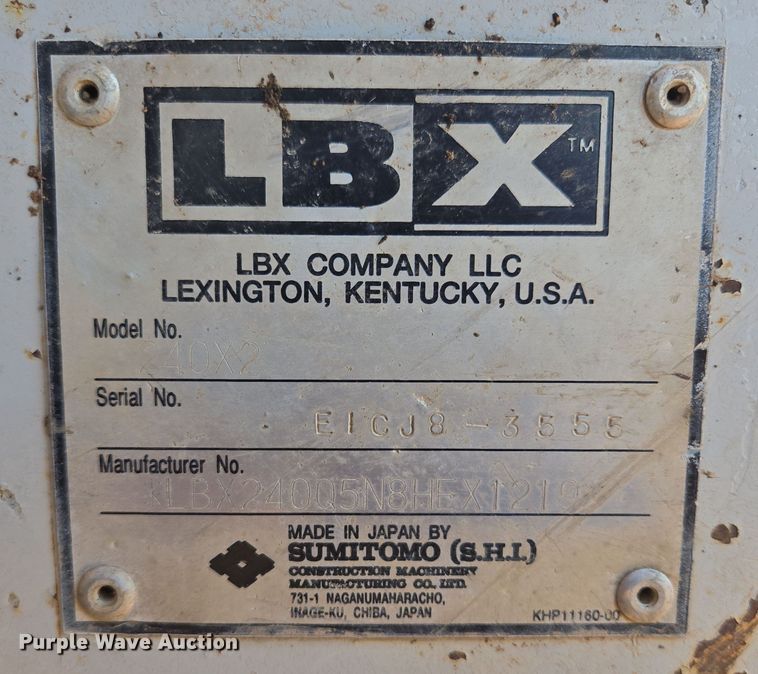 LBX™
LBX COMPANY LLC
LEXINGTON, KENTUCKY, U.S.A.
Model No.
240X2
Serial No.
EICJ8-3555
Manufacturer No.
MADE IN JAPAN BY
SUMITOMO (S.H.I.)
CONSTRUCTION MACHINERY
MANUFACTURING CO., LTD.
731-1 NAGANUMAHARACHO,
INAGE-KU, CHIBA, JAPAN
KHP11160-00
Purple Wave Auction